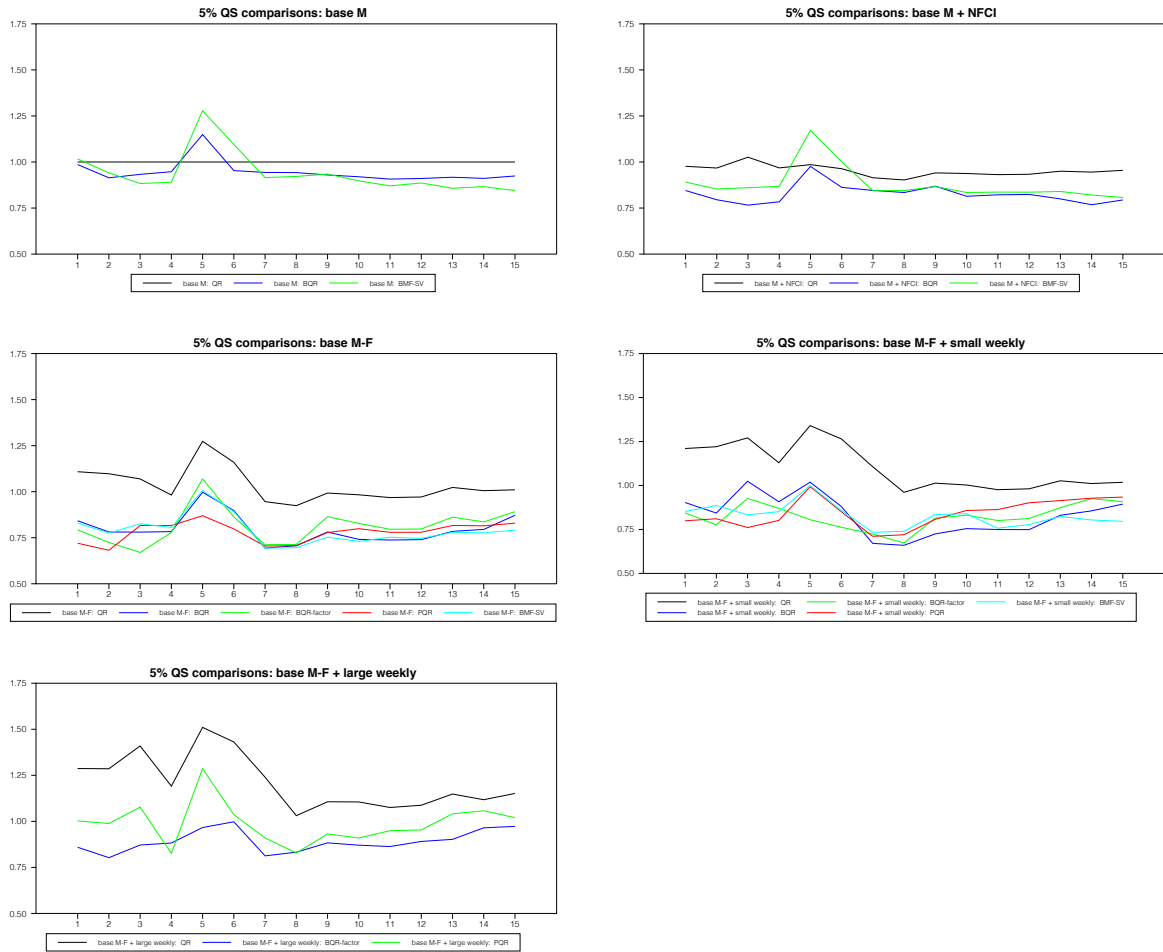 5% QS comparisons: base M
1.75
1.50
1.25
1.00
0.75
0.50
1 2 3 4 5 6 7 8 9 10 11 12 13 14 15
base M: QR base M: BQR base M: BMF-SV
5% QS comparisons: base M + NFCI
1.75
1.50
1.25
1.00
0.75
0.50
1 2 3 4 5 6 7 8 9 10 11 12 13 14 15
base M + NFCI: QR base M + NFCI: BQR base M + NFCI: BMF-SV
5% QS comparisons: base M-F
1.75
1.50
1.25
1.00
0.75
0.50
1 2 3 4 5 6 7 8 9 10 11 12 13 14 15
base M-F: QR base M-F: BQR base M-F: BQR-factor base M-F: PQR base M-F: BMF-SV
5% QS comparisons: base M-F + small weekly
1.75
1.50
1.25
1.00
0.75
0.50
1 2 3 4 5 6 7 8 9 10 11 12 13 14 15
base M-F + small weekly: QR base M-F + small weekly: BQR-factor base M-F + small weekly: BMF-SV
base M-F + small weekly: BQR base M-F + small weekly: PQR
5% QS comparisons: base M-F + large weekly
1.75
1.50
1.25
1.00
0.75
0.50
1 2 3 4 5 6 7 8 9 10 11 12 13 14 15
base M-F + large weekly: QR base M-F + large weekly: BQR-factor base M-F + large weekly: PQR